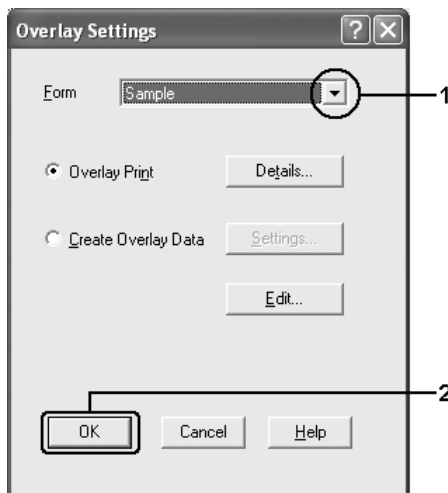 Overlay Settings
Form Sample 1
Overlay Print Details...
Create Overlay Data Settings...
Edit...
2
OK Cancel Help